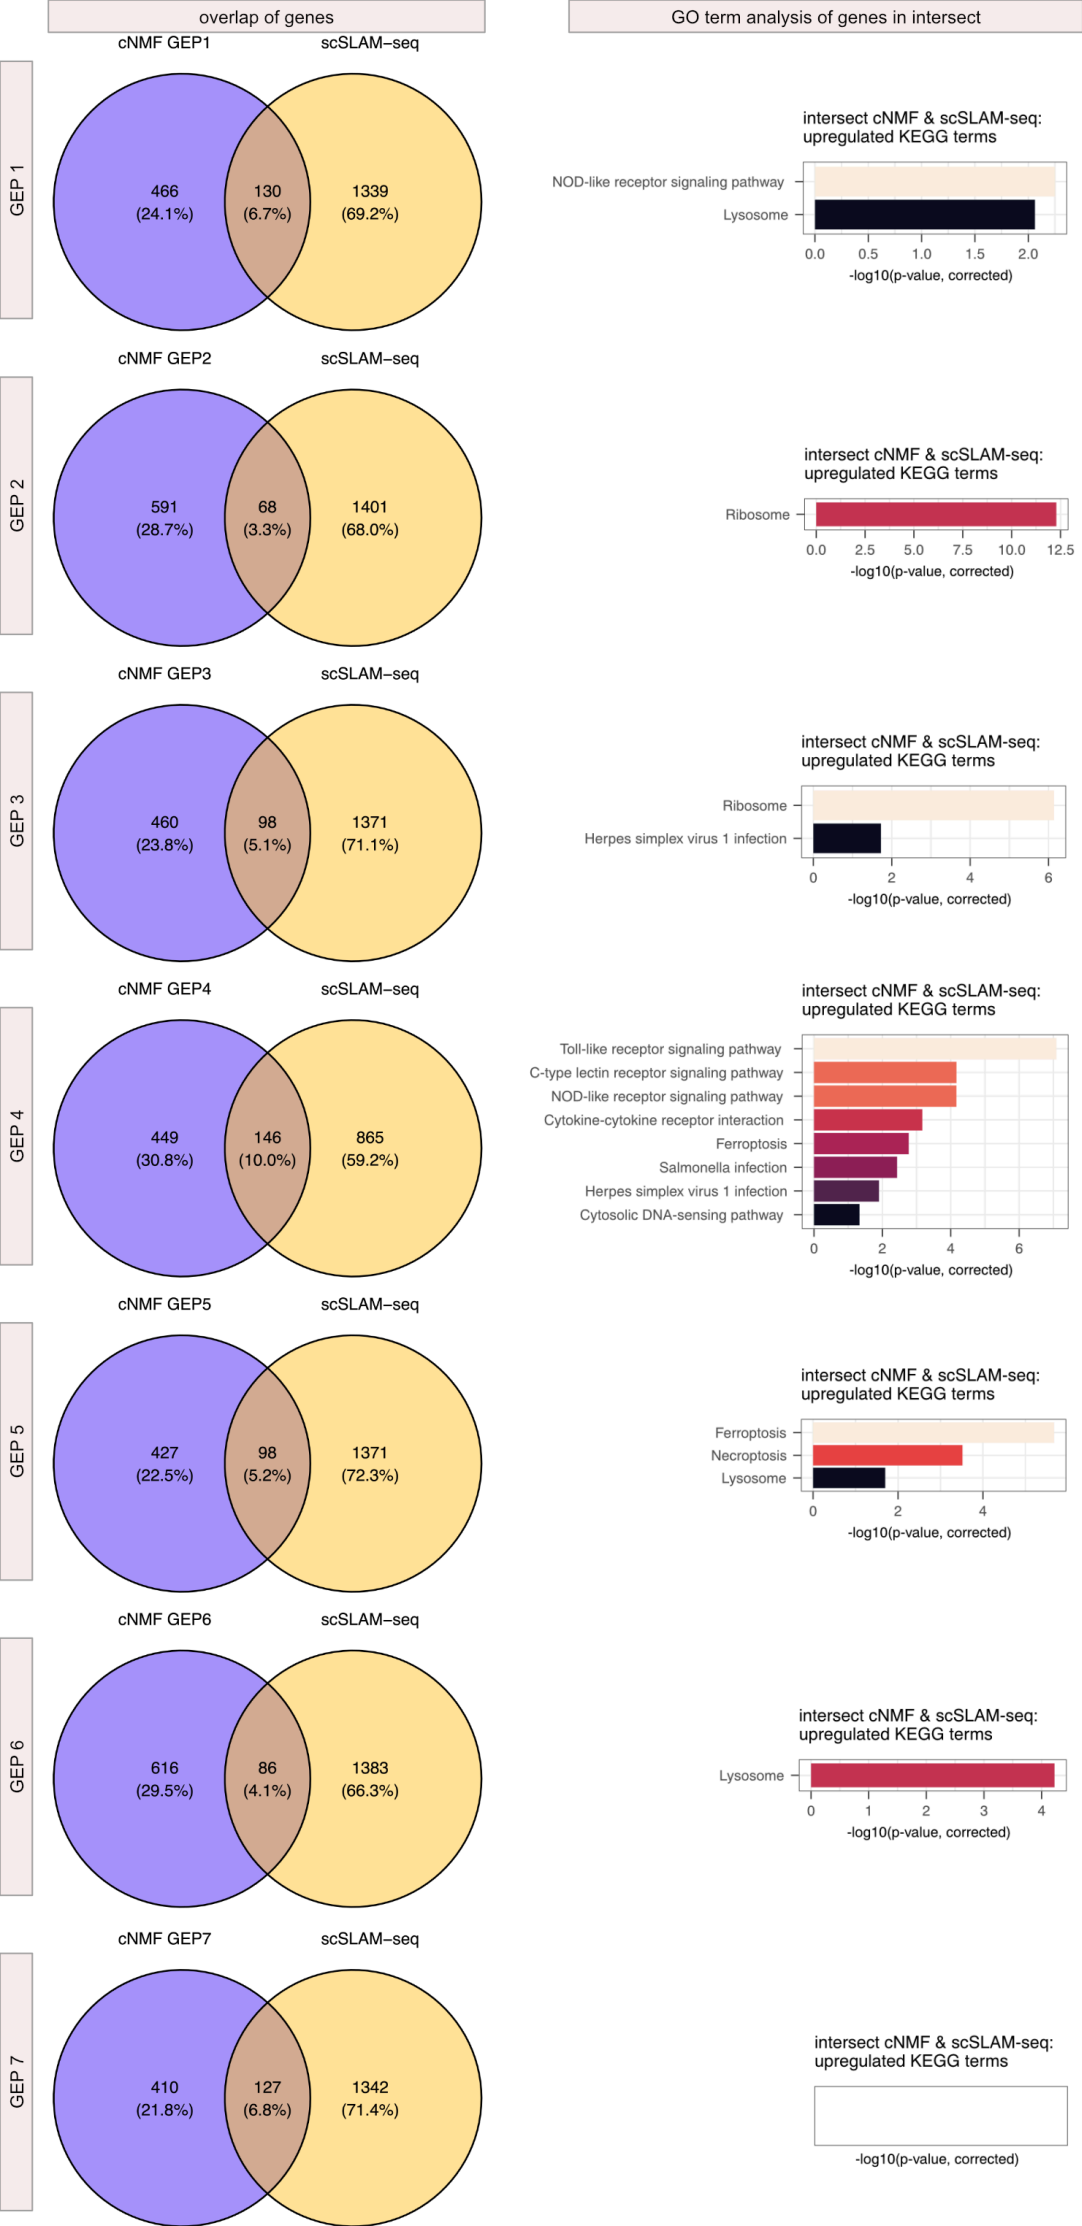 overlap of genes
GO term analysis of genes in intersect
GEP 1
cNMF GEP1
scSLAM−seq
466
(24.1%)
130
(6.7%)
1339
(69.2%)
intersect cNMF & scSLAM-seq:
upregulated KEGG terms
NOD-like receptor signaling pathway
Lysosome
0.0 0.5 1.0 1.5 2.0
-log10(p-value, corrected)
GEP 2
cNMF GEP2
scSLAM−seq
591
(28.7%)
68
(3.3%)
1401
(68.0%)
intersect cNMF & scSLAM-seq:
upregulated KEGG terms
Ribosome
0.0 2.5 5.0 7.5 10.0 12.5
-log10(p-value, corrected)
GEP 3
cNMF GEP3
scSLAM−seq
460
(23.8%)
98
(5.1%)
1371
(71.1%)
intersect cNMF & scSLAM-seq:
upregulated KEGG terms
Ribosome
Herpes simplex virus 1 infection
0 2 4 6
-log10(p-value, corrected)
GEP 4
cNMF GEP4
scSLAM−seq
449
(30.8%)
146
(10.0%)
865
(59.2%)
intersect cNMF & scSLAM-seq:
upregulated KEGG terms
Toll-like receptor signaling pathway
C-type lectin receptor signaling pathway
NOD-like receptor signaling pathway
Cytokine-cytokine receptor interaction
Ferroptosis
Salmonella infection
Herpes simplex virus 1 infection
Cytosolic DNA-sensing pathway
0 2 4 6
-log10(p-value, corrected)
GEP 5
cNMF GEP5
scSLAM−seq
427
(22.5%)
98
(5.2%)
1371
(72.3%)
intersect cNMF & scSLAM-seq:
upregulated KEGG terms
Ferroptosis
Necroptosis
Lysosome
0 2 4
-log10(p-value, corrected)
GEP 6
cNMF GEP6
scSLAM−seq
616
(29.5%)
86
(4.1%)
1383
(66.3%)
intersect cNMF & scSLAM-seq:
upregulated KEGG terms
Lysosome
0 1 2 3 4
-log10(p-value, corrected)
GEP 7
cNMF GEP7
scSLAM−seq
410
(21.8%)
127
(6.8%)
1342
(71.4%)
intersect cNMF & scSLAM-seq:
upregulated KEGG terms
-log10(p-value, corrected)